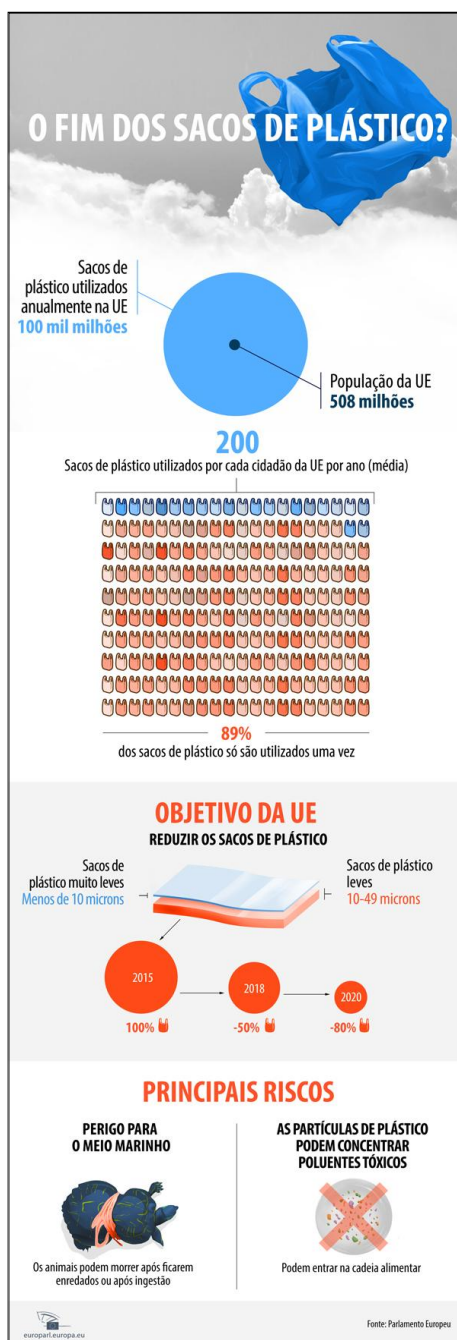 O FIM DOS SACOS DE PLÁSTICO?
Sacos de
plástico utilizados
anualmente na UE
100 mil milhões
População da UE
508 milhões
200
Sacos de plástico utilizados por cada cidadão da UE por ano (média)
89%
dos sacos de plástico só são utilizados uma vez
OBJETIVO DA UE
REDUZIR OS SACOS DE PLÁSTICO
Sacos de
plástico muito leves
Menos de 10 microns
Sacos de plástico
leves
10-49 microns
2015
2018
2020
100%
-50%
-80%
PRINCIPAIS RISCOS
PERIGO PARA
O MEIO MARINHO
Os animais podem morrer após ficarem
enredados ou após ingestão
AS PARTÍCULAS DE PLÁSTICO
PODEM CONCENTRAR
POLUENTES TÓXICOS
Podem entrar na cadeia alimentar
europarl.europa.eu
Fonte: Parlamento Europeu